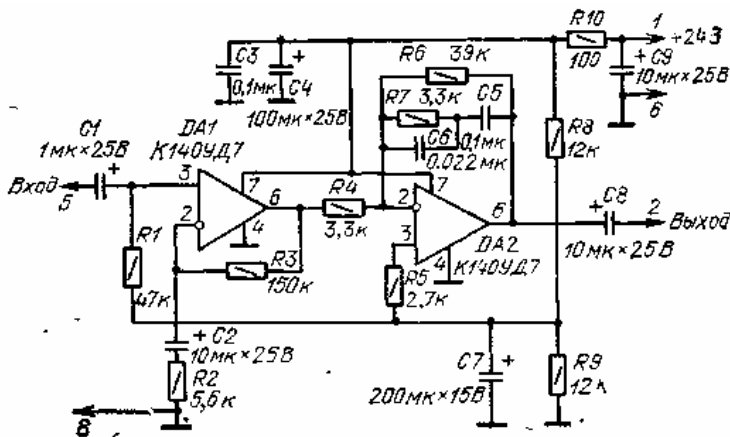 R10
1
+24З
100
+ C9
10мк×25В
6
C3
0,1мк
+
C4
100мк×25В
R6
39к
R7
3,3к
C5
0,1мк
C6
0.022 мк
R8
12к
C1
1мк×25В
+
DA1
К140УД7
Вход
5
3
2
7
6
4
R4
3,3к
2
3
7
6
4
DA2
К140УД7
+ C8
2
Выход
10мк×25В
R1
47к
R3
150к
R5
2,7к
+ C2
10мк×25В
R2
5,6к
C7
+
200мк×15В
R9
12к
8